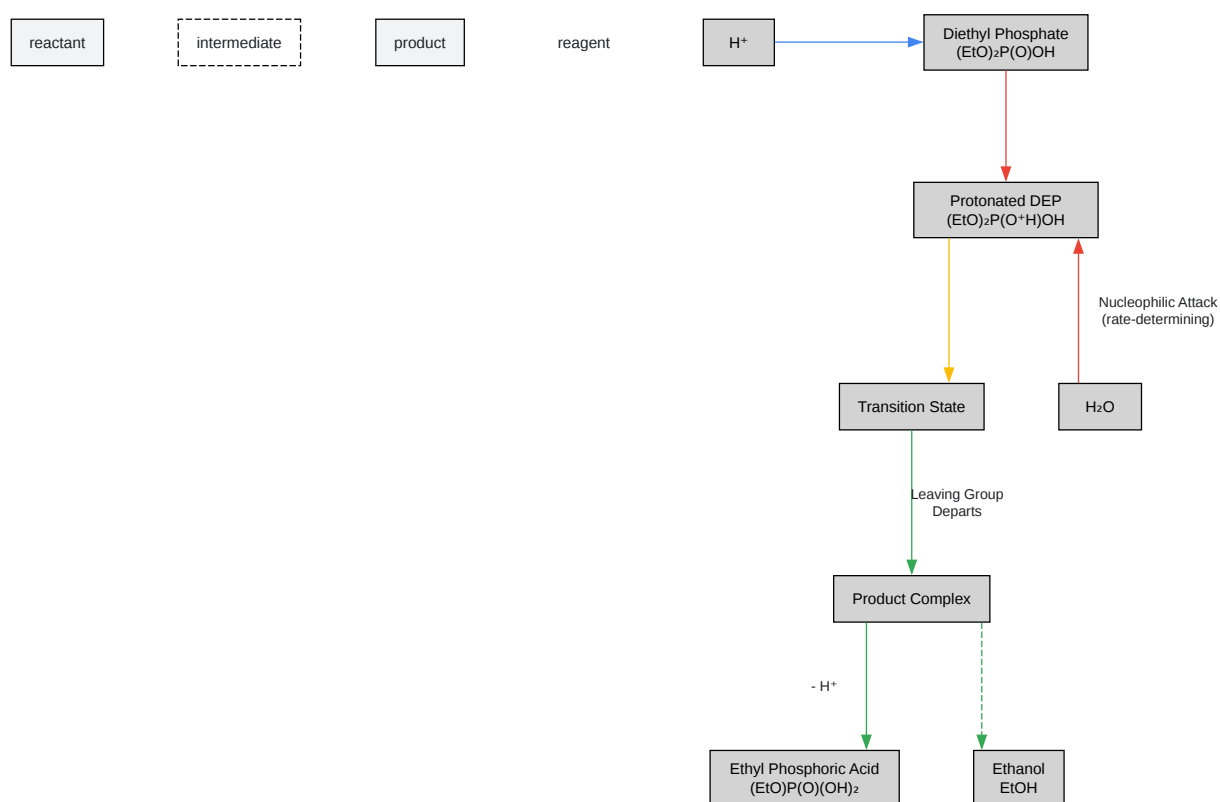 reactant
intermediate
product
reagent
H⁺
Diethyl Phosphate
(EtO)₂P(O)OH
Protonated DEP
(EtO)₂P(O⁺H)OH
Nucleophilic Attack
(rate-determining)
Transition State
H₂O
Leaving Group
Departs
Product Complex
- H⁺
Ethyl Phosphoric Acid
(EtO)P(O)(OH)₂
Ethanol
EtOH